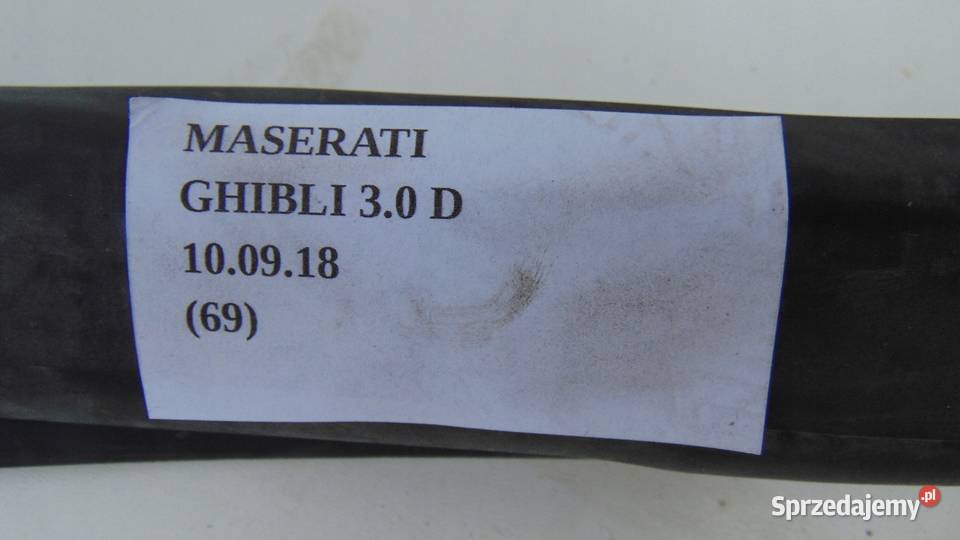 MASERATI
GHIBLI 3.0 D
10.09.18
(69)
Sprzedajemy.pl